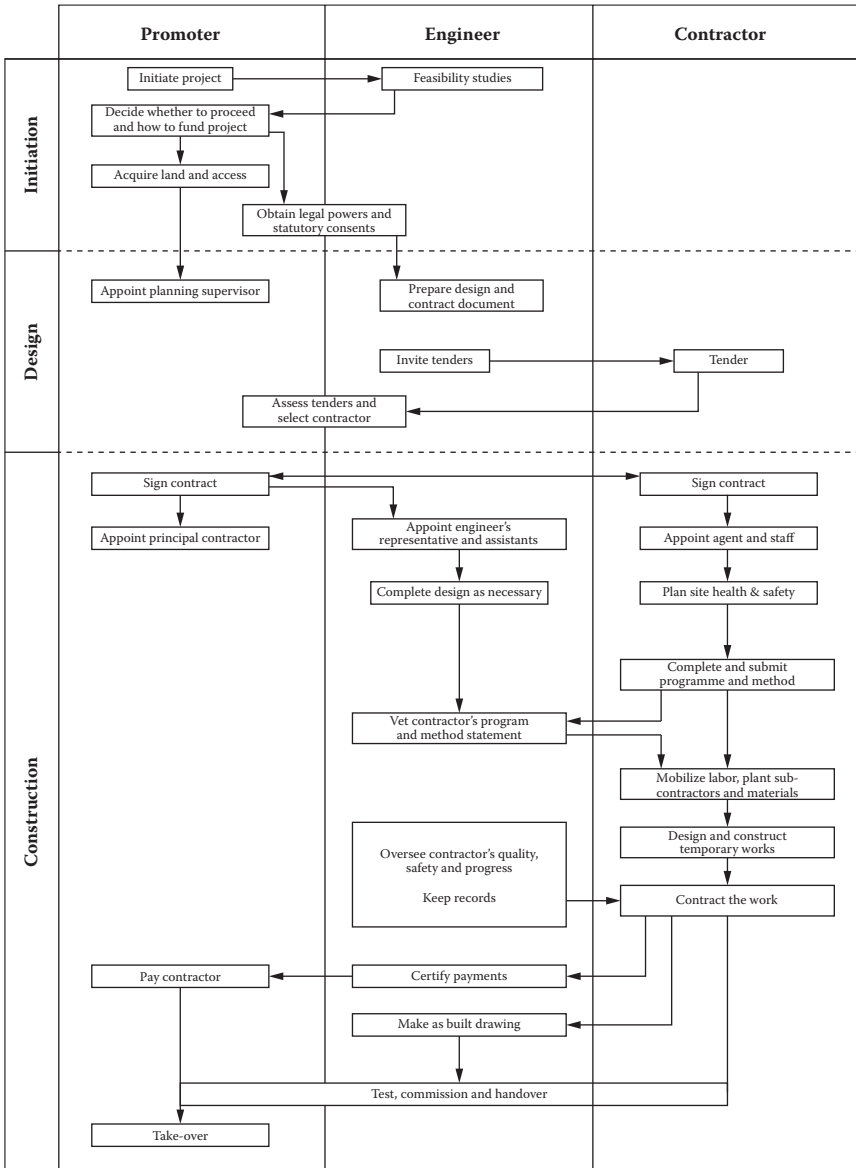 Promoter
Engineer
Contractor
Initiation
Initiate project
Feasibility studies
Decide whether to proceed
and how to fund project
Acquire land and access
Obtain legal powers and
statutory consents
Design
Appoint planning supervisor
Prepare design and
contract document
Invite tenders
Tender
Assess tenders and
select contractor
Construction
Sign contract
Sign contract
Appoint principal contractor
Appoint engineer's
representative and assistants
Appoint agent and staff
Complete design as necessary
Plan site health & safety
Complete and submit
programme and method
Vet contractor's program
and method statement
Mobilize labor, plant sub-
contractors and materials
Design and construct
temporary works
Oversee contractor's quality,
safety and progress
Keep records
Contract the work
Pay contractor
Certify payments
Make as built drawing
Test, commission and handover
Take-over